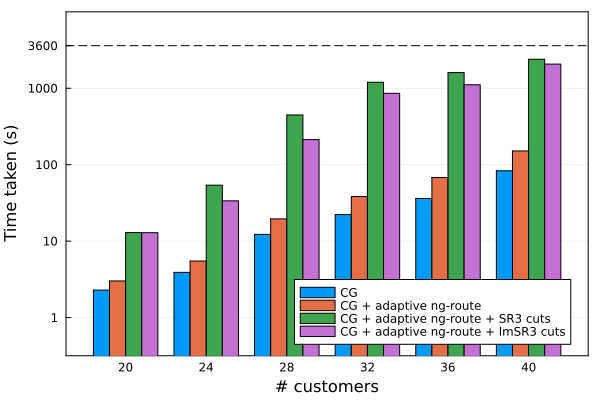 3600
1000
100
10
1
Time taken (s)
CG
CG + adaptive ng-route
CG + adaptive ng-route + SR3 cuts
CG + adaptive ng-route + lmSR3 cuts
20 24 28 32 36 40
# customers